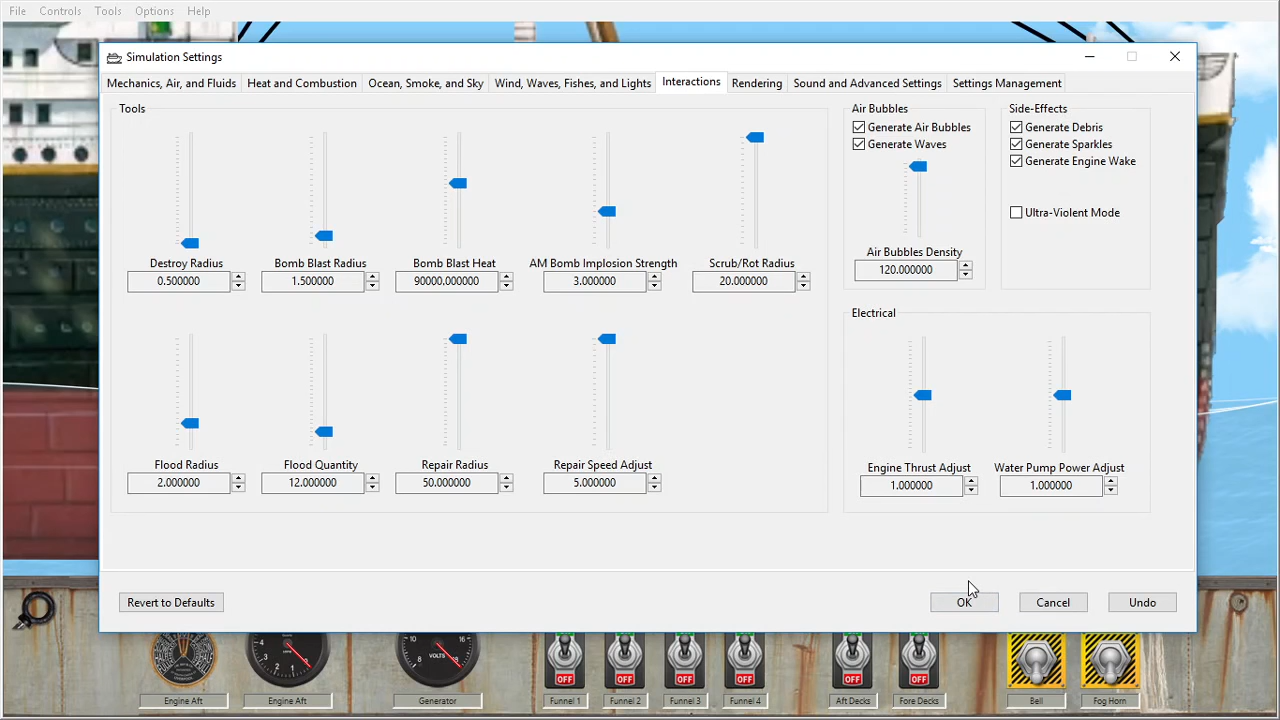 File Controls Tools Options Help
Simulation Settings
Mechanics, Air, and Fluids Heat and Combustion Ocean, Smoke, and Sky Wind, Waves, Fishes, and Lights Interactions Rendering Sound and Advanced Settings Settings Management
Tools
Destroy Radius Bomb Blast Radius Bomb Blast Heat AM Bomb Implosion Strength Scrub/Rot Radius
0.500000 1.500000 90000.000000 3.000000 20.000000
Flood Radius Flood Quantity Repair Radius Repair Speed Adjust
2.000000 12.000000 50.000000 5.000000
Air Bubbles
Generate Air Bubbles
Generate Waves
Air Bubbles Density
120.000000
Side-Effects
Generate Debris
Generate Sparkles
Generate Engine Wake
Ultra-Violent Mode
Electrical
Engine Thrust Adjust Water Pump Power Adjust
1.000000 1.000000
Revert to Defaults OK Cancel Undo
VOLTS
OFF OFF OFF OFF OFF OFF
Engine Aft Engine Aft Generator Funnel 1 Funnel 2 Funnel 3 Funnel 4 Aft Decks Fore Decks Bell Fog Horn